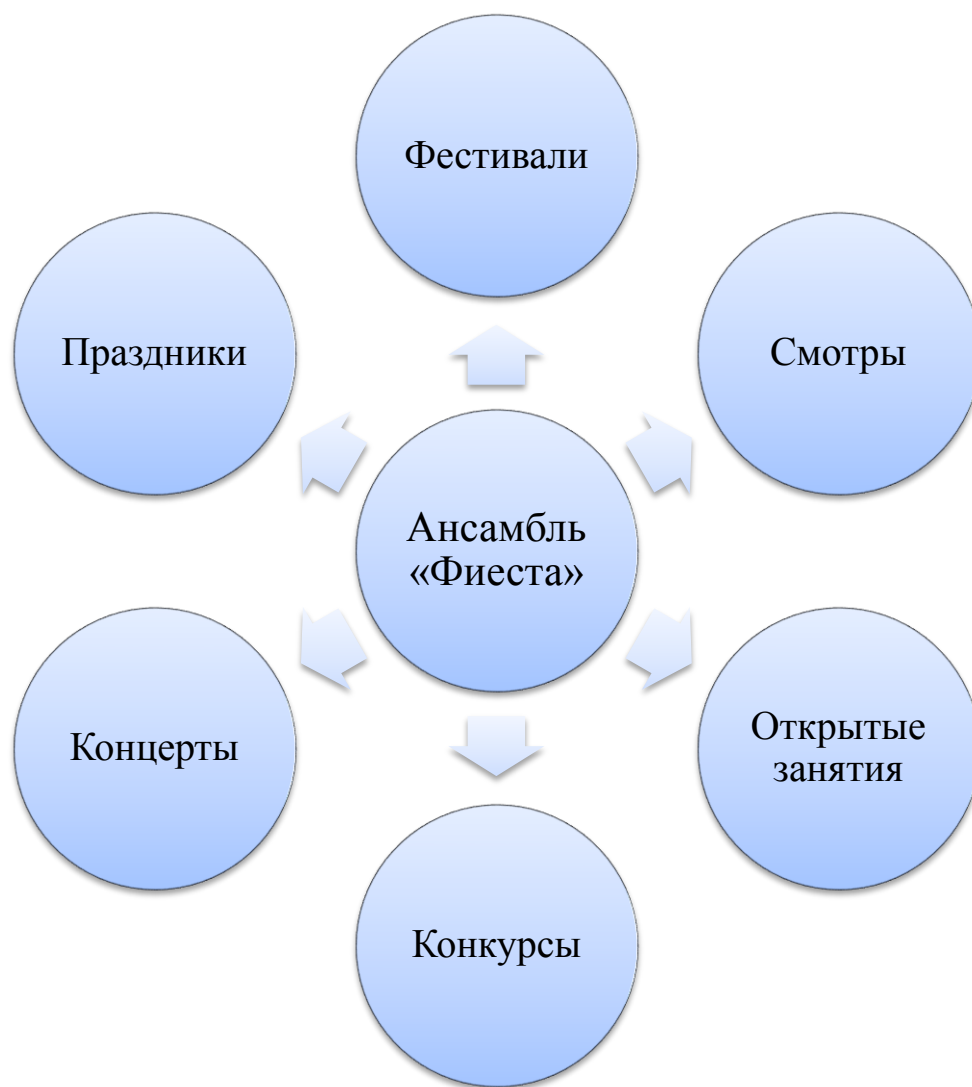 Фестивали
Праздники
Смотры
Ансамбль
«Фиеста»
Концерты
Открытые
занятия
Конкурсы